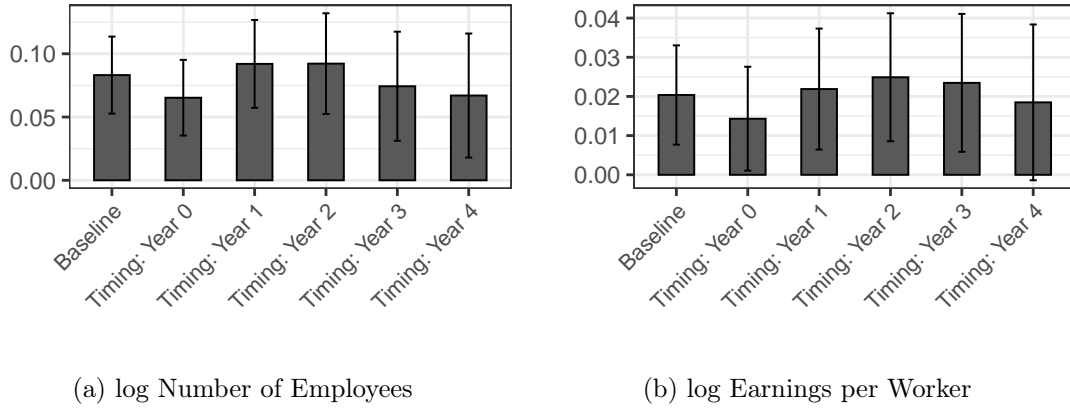 0.10
0.05
0.00
Baseline
Timing: Year 0
Timing: Year 1
Timing: Year 2
Timing: Year 3
Timing: Year 4
(a) log Number of Employees
0.04
0.03
0.02
0.01
0.00
Baseline
Timing: Year 0
Timing: Year 1
Timing: Year 2
Timing: Year 3
Timing: Year 4
(b) log Earnings per Worker